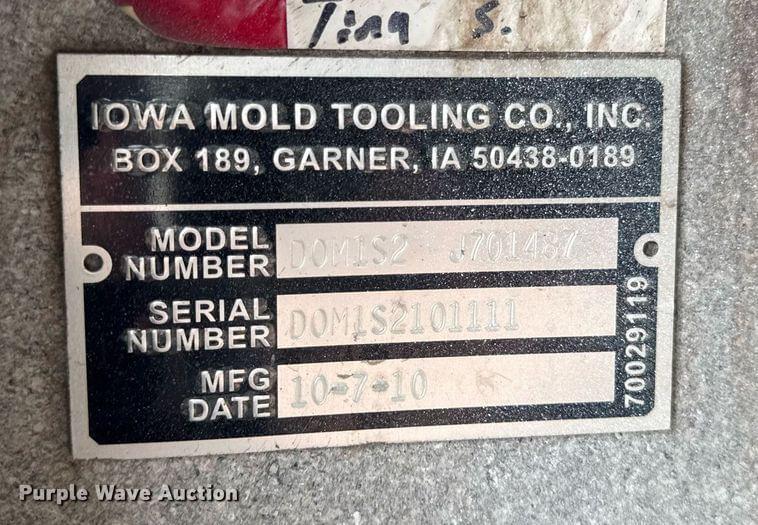 Tina S.
IOWA MOLD TOOLING CO., INC.
BOX 189, GARNER, IA 50438-0189
MODEL NUMBER DOM1S2 J701487
SERIAL NUMBER DOM1S2101111
MFG DATE 10-7-10
70029119
Purple Wave Auction